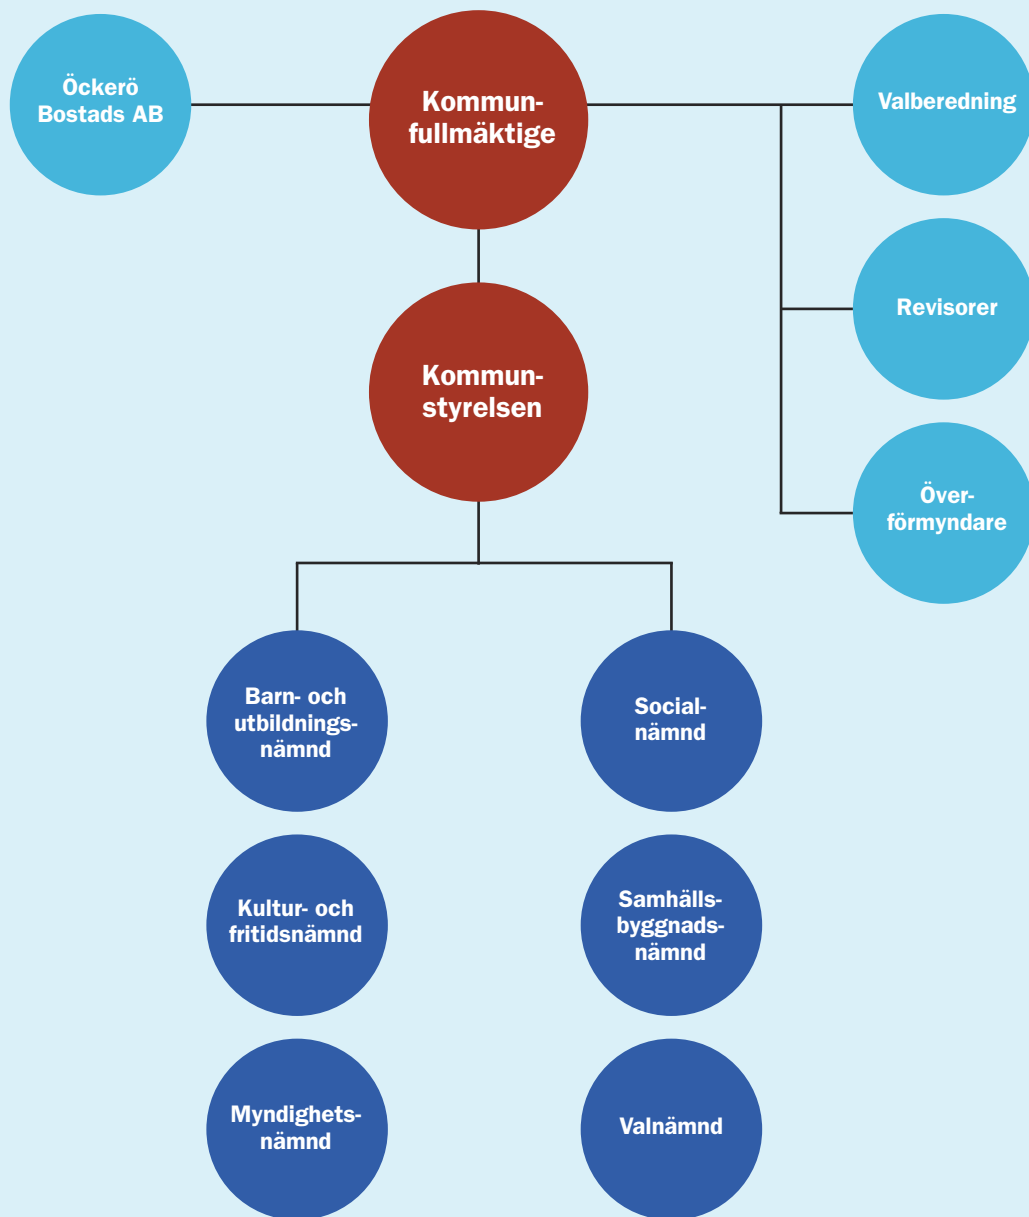 Öckerö
Bostads AB
Kommun-
fullmäktige
Valberedning
Revisorer
Kommun-
styrelsen
Över-
förmyndare
Barn- och
utbildnings-
nämnd
Social-
nämnd
Kultur- och
fritidsnämnd
Samhälls-
byggnads-
nämnd
Myndighets-
nämnd
Valnämnd